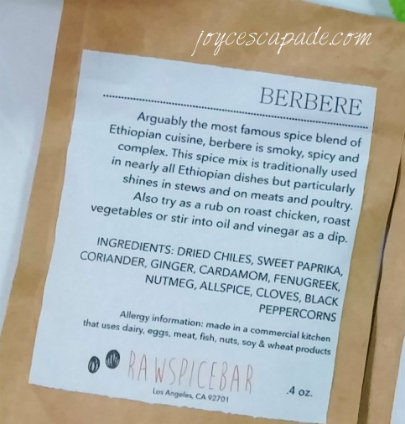 joycescapade.com
BERBERE
Arguably the most famous spice blend of
Ethiopian cuisine, berbere is smoky, spicy and
complex. This spice mix is traditionally used
in nearly all Ethiopian dishes but particularly
shines in stews and on meats and poultry.
Also try as a rub on roast chicken, roast
vegetables or stir into oil and vinegar as a dip.
INGREDIENTS: DRIED CHILES, SWEET PAPRIKA,
CORIANDER, GINGER, CARDAMOM, FENUGREEK,
NUTMEG, ALLSPICE, CLOVES, BLACK
PEPPERCORNS
Allergy information: made in a commercial kitchen
that uses dairy, eggs, meat, fish, nuts, soy & wheat products
RAWSPICEBAR
.4 oz.
Los Angeles, CA 92701